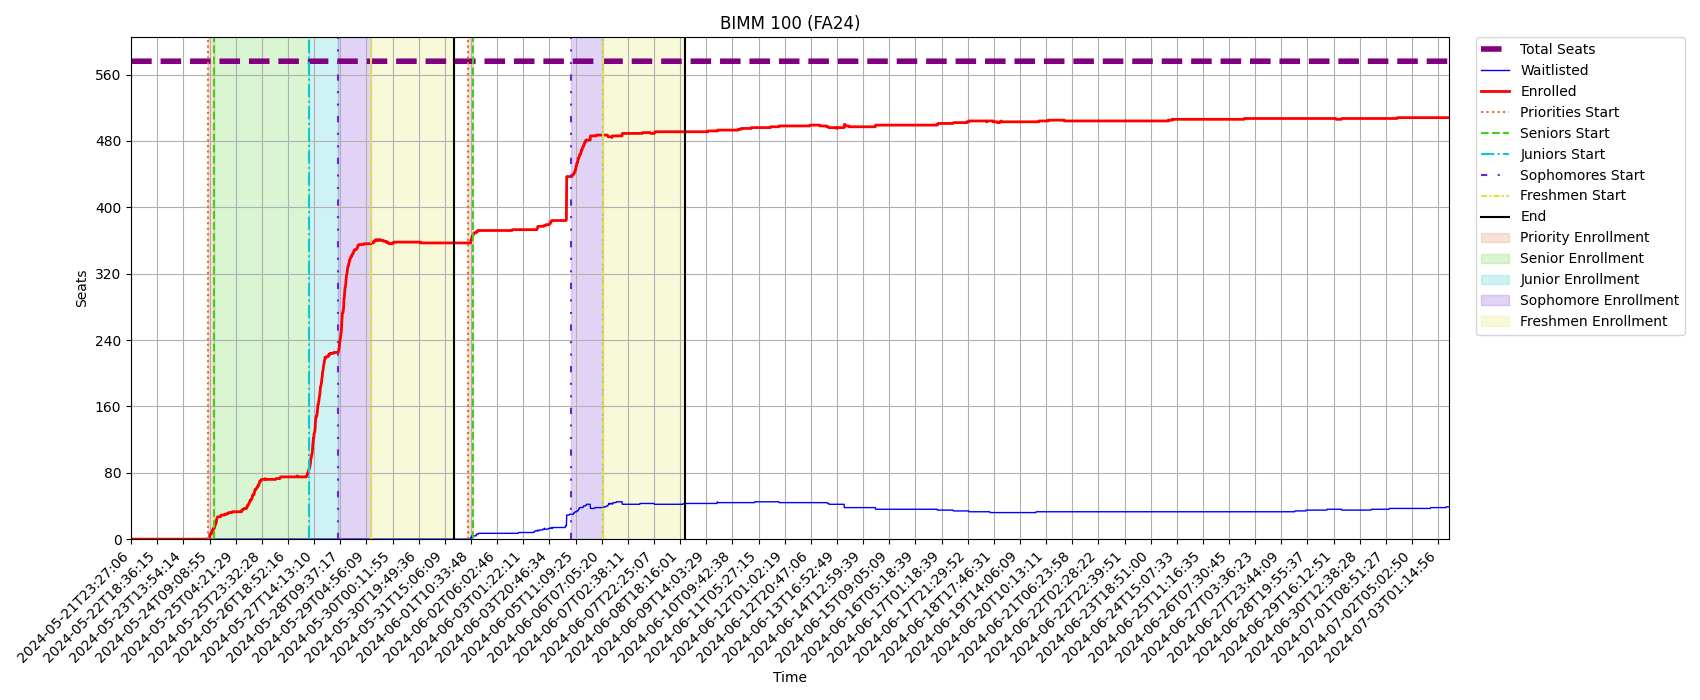 BIMM 100 (FA24)
Total Seats
Waitlisted
Enrolled
Priorities Start
Seniors Start
Juniors Start
Sophomores Start
Freshmen Start
End
Priority Enrollment
Senior Enrollment
Junior Enrollment
Sophomore Enrollment
Freshmen Enrollment
Seats
560
480
400
320
240
160
80
0
2024-05-21T23:27:06
2024-05-22T18:36:15
2024-05-23T13:54:14
2024-05-24T09:08:55
2024-05-25T04:21:29
2024-05-25T23:32:28
2024-05-26T18:52:16
2024-05-27T14:13:10
2024-05-28T09:37:17
2024-05-29T04:56:09
2024-05-30T00:11:55
2024-05-30T19:49:36
2024-05-31T15:06:09
2024-06-01T10:33:48
2024-06-02T06:02:46
2024-06-03T01:22:11
2024-06-03T20:46:34
2024-06-05T11:09:25
2024-06-06T07:05:20
2024-06-07T02:38:11
2024-06-07T22:25:07
2024-06-08T18:16:01
2024-06-09T14:03:29
2024-06-10T09:42:38
2024-06-11T05:27:15
2024-06-12T01:02:19
2024-06-12T20:47:06
2024-06-13T16:52:49
2024-06-14T12:59:39
2024-06-15T09:05:09
2024-06-16T05:18:39
2024-06-17T01:18:39
2024-06-17T21:29:52
2024-06-18T17:46:31
2024-06-19T14:06:09
2024-06-20T10:13:11
2024-06-21T06:23:58
2024-06-22T02:28:22
2024-06-22T22:39:51
2024-06-23T18:51:00
2024-06-24T15:07:33
2024-06-25T11:16:35
2024-06-26T07:30:45
2024-06-27T03:36:23
2024-06-27T23:44:09
2024-06-28T19:55:37
2024-06-29T16:12:51
2024-06-30T12:38:28
2024-07-01T08:51:27
2024-07-02T05:02:50
2024-07-03T01:14:56
Time